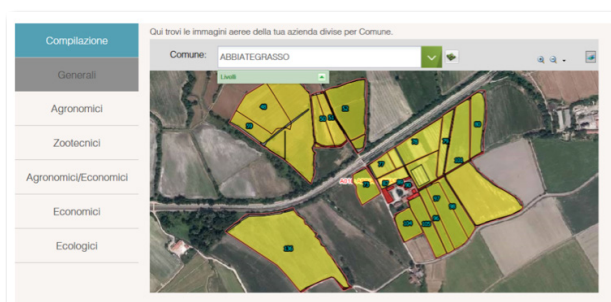 Qui trovi le immagini aeree della tua azienda divise per Comune.
Compilazione
Generali
Agronomici
Zootecnici
Agronomici/Economici
Economici
Ecologici
Comune:
ABBIATEGRASSO
Livelli